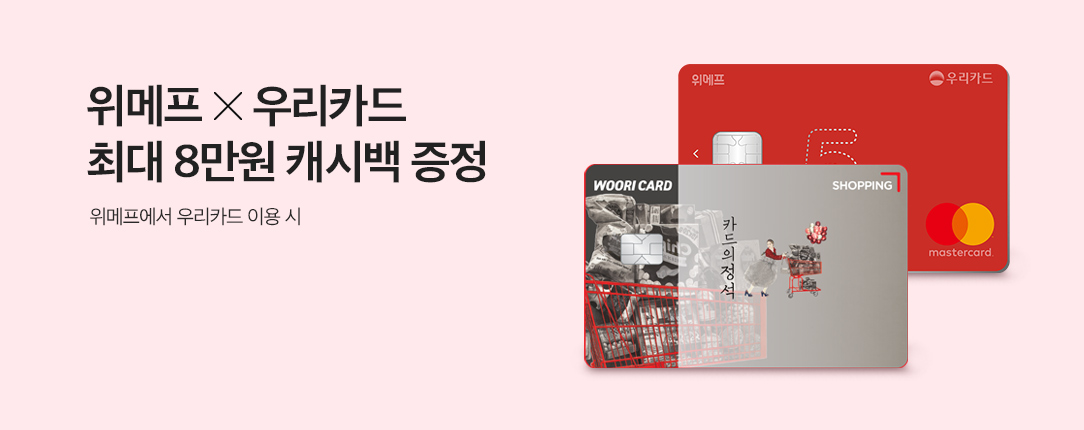 위메프 × 우리카드
최대 8만원 캐시백 증정
위메프에서 우리카드 이용 시
위메프
우리카드
5
mastercard.
WOORI CARD
SHOPPING
카드의정석